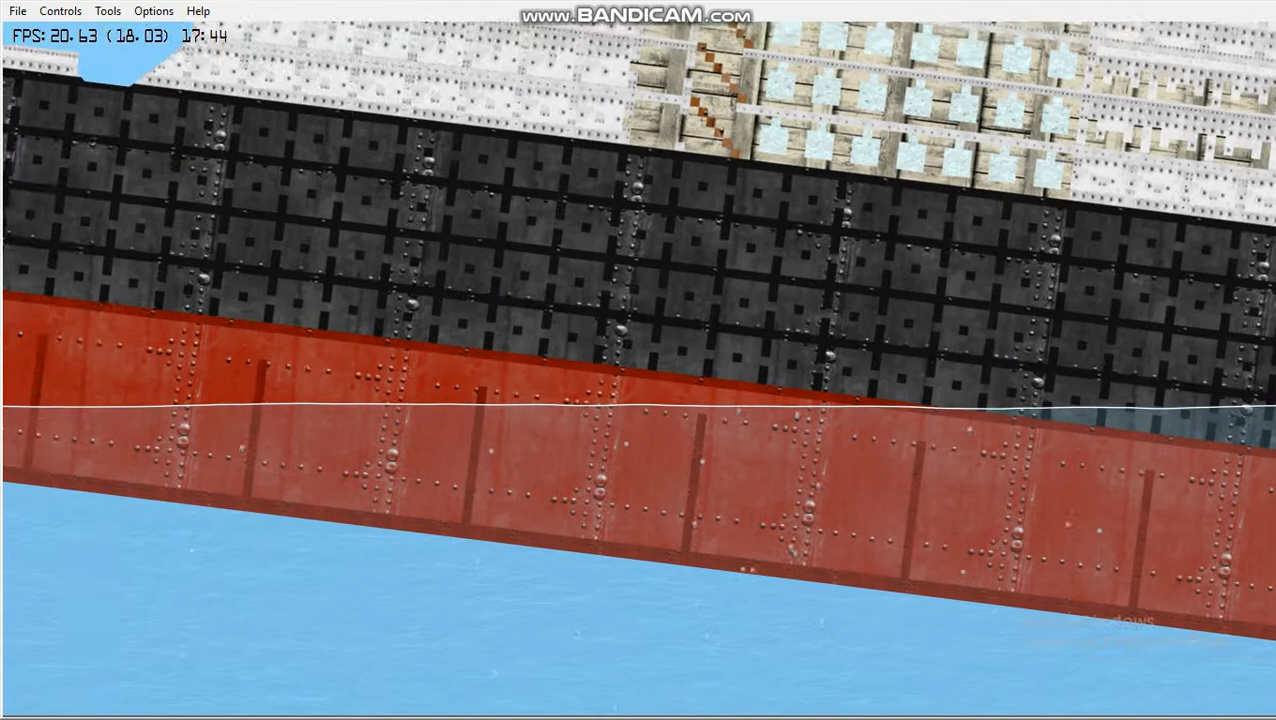 File Controls Tools Options Help
www.BANDICAM.com
FPS: 20.63 (18.03) 17:44